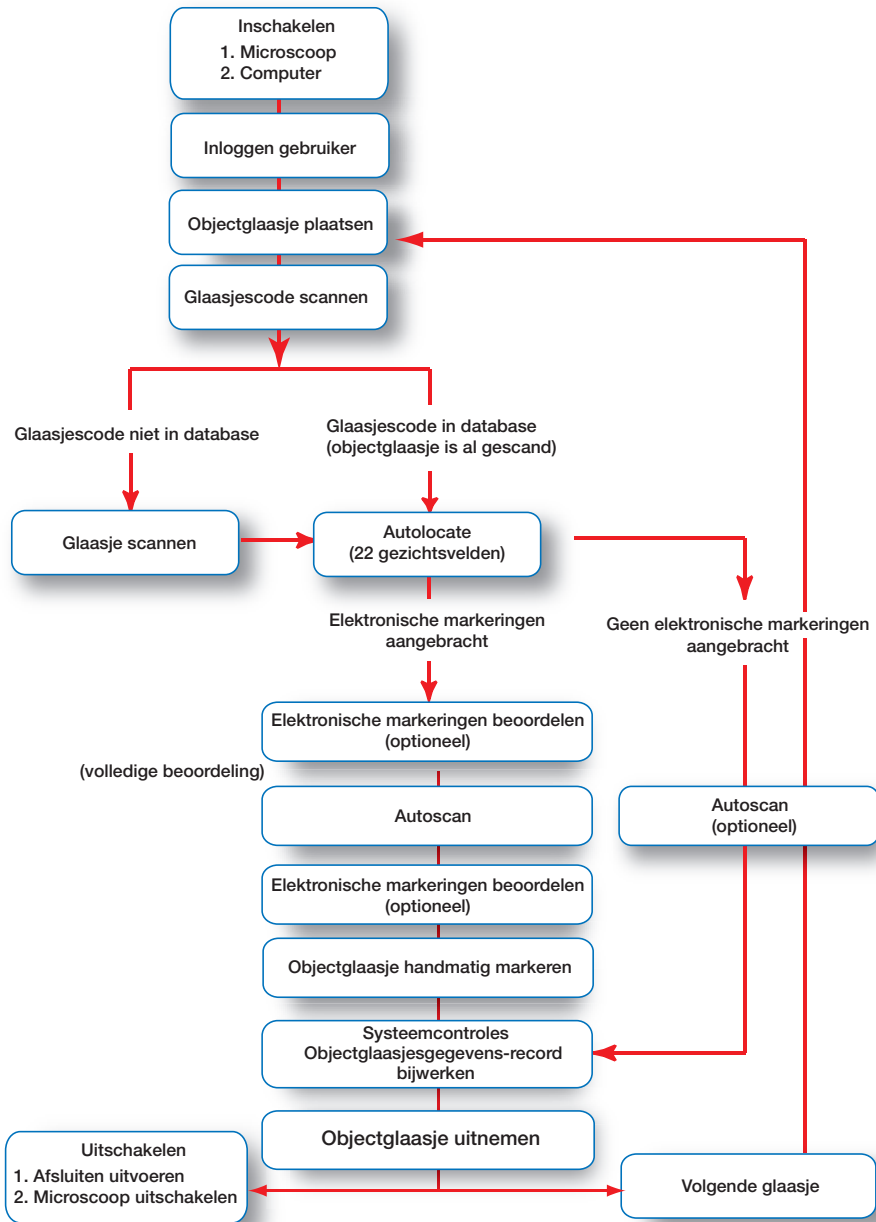 Inschakelen
1. Microscoop
2. Computer
Inloggen gebruiker
Objectglaasje plaatsen
Glaasjescode scannen
Glaasjescode niet in database
Glaasjescode in database
(objectglaasje is al gescand)
Glaasje scannen
Autolocate
(22 gezichtsvelden)
Elektronische markeringen
aangebracht
Geen elektronische markeringen
aangebracht
Elektronische markeringen beoordelen
(optioneel)
(volledige beoordeling)
Autoscan
Autoscan
(optioneel)
Elektronische markeringen beoordelen
(optioneel)
Objectglaasje handmatig markeren
Systeemcontroles
Objectglaasjesgegevens-record
bijwerken
Objectglaasje uitnemen
Uitschakelen
1. Afsluiten uitvoeren
2. Microscoop uitschakelen
Volgende glaasje